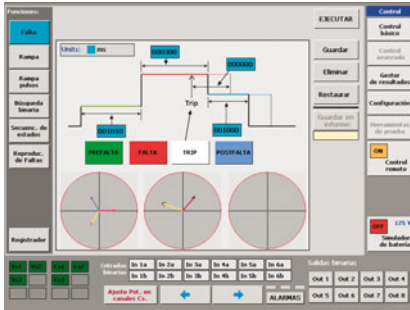 Funciones:
Falta
Rampa
Rampa
pulsos
Búsqueda
binaria
Secuenc. de
estados
Reproduc.
de Faltas
Registrador
Units:
ms
000300
000000
Trip
001010
001000
PREFALTA
FALTA
TRIP
POSTFALTA
EJECUTAR
Guardar
Eliminar
Restaurar
Guardar en
informe:
Control
Control
básico
Control
avanzado
Gestor
de resultados
Configuración
Herramientas
de prueba
ON
Control
remoto
OFF
125 V
Simulador
de batería
Entradas
binarias
In 1a
In 2a
In 3a
In 4a
In 5a
In 6a
In 1b
In 2b
In 3b
In 4b
In 5b
In 6b
Ajuste Pot. en
canales Cs.
ALARMAS
Salidas binarias
Out 1
Out 2
Out 3
Out 4
Out 5
Out 6
Out 7
Out 8